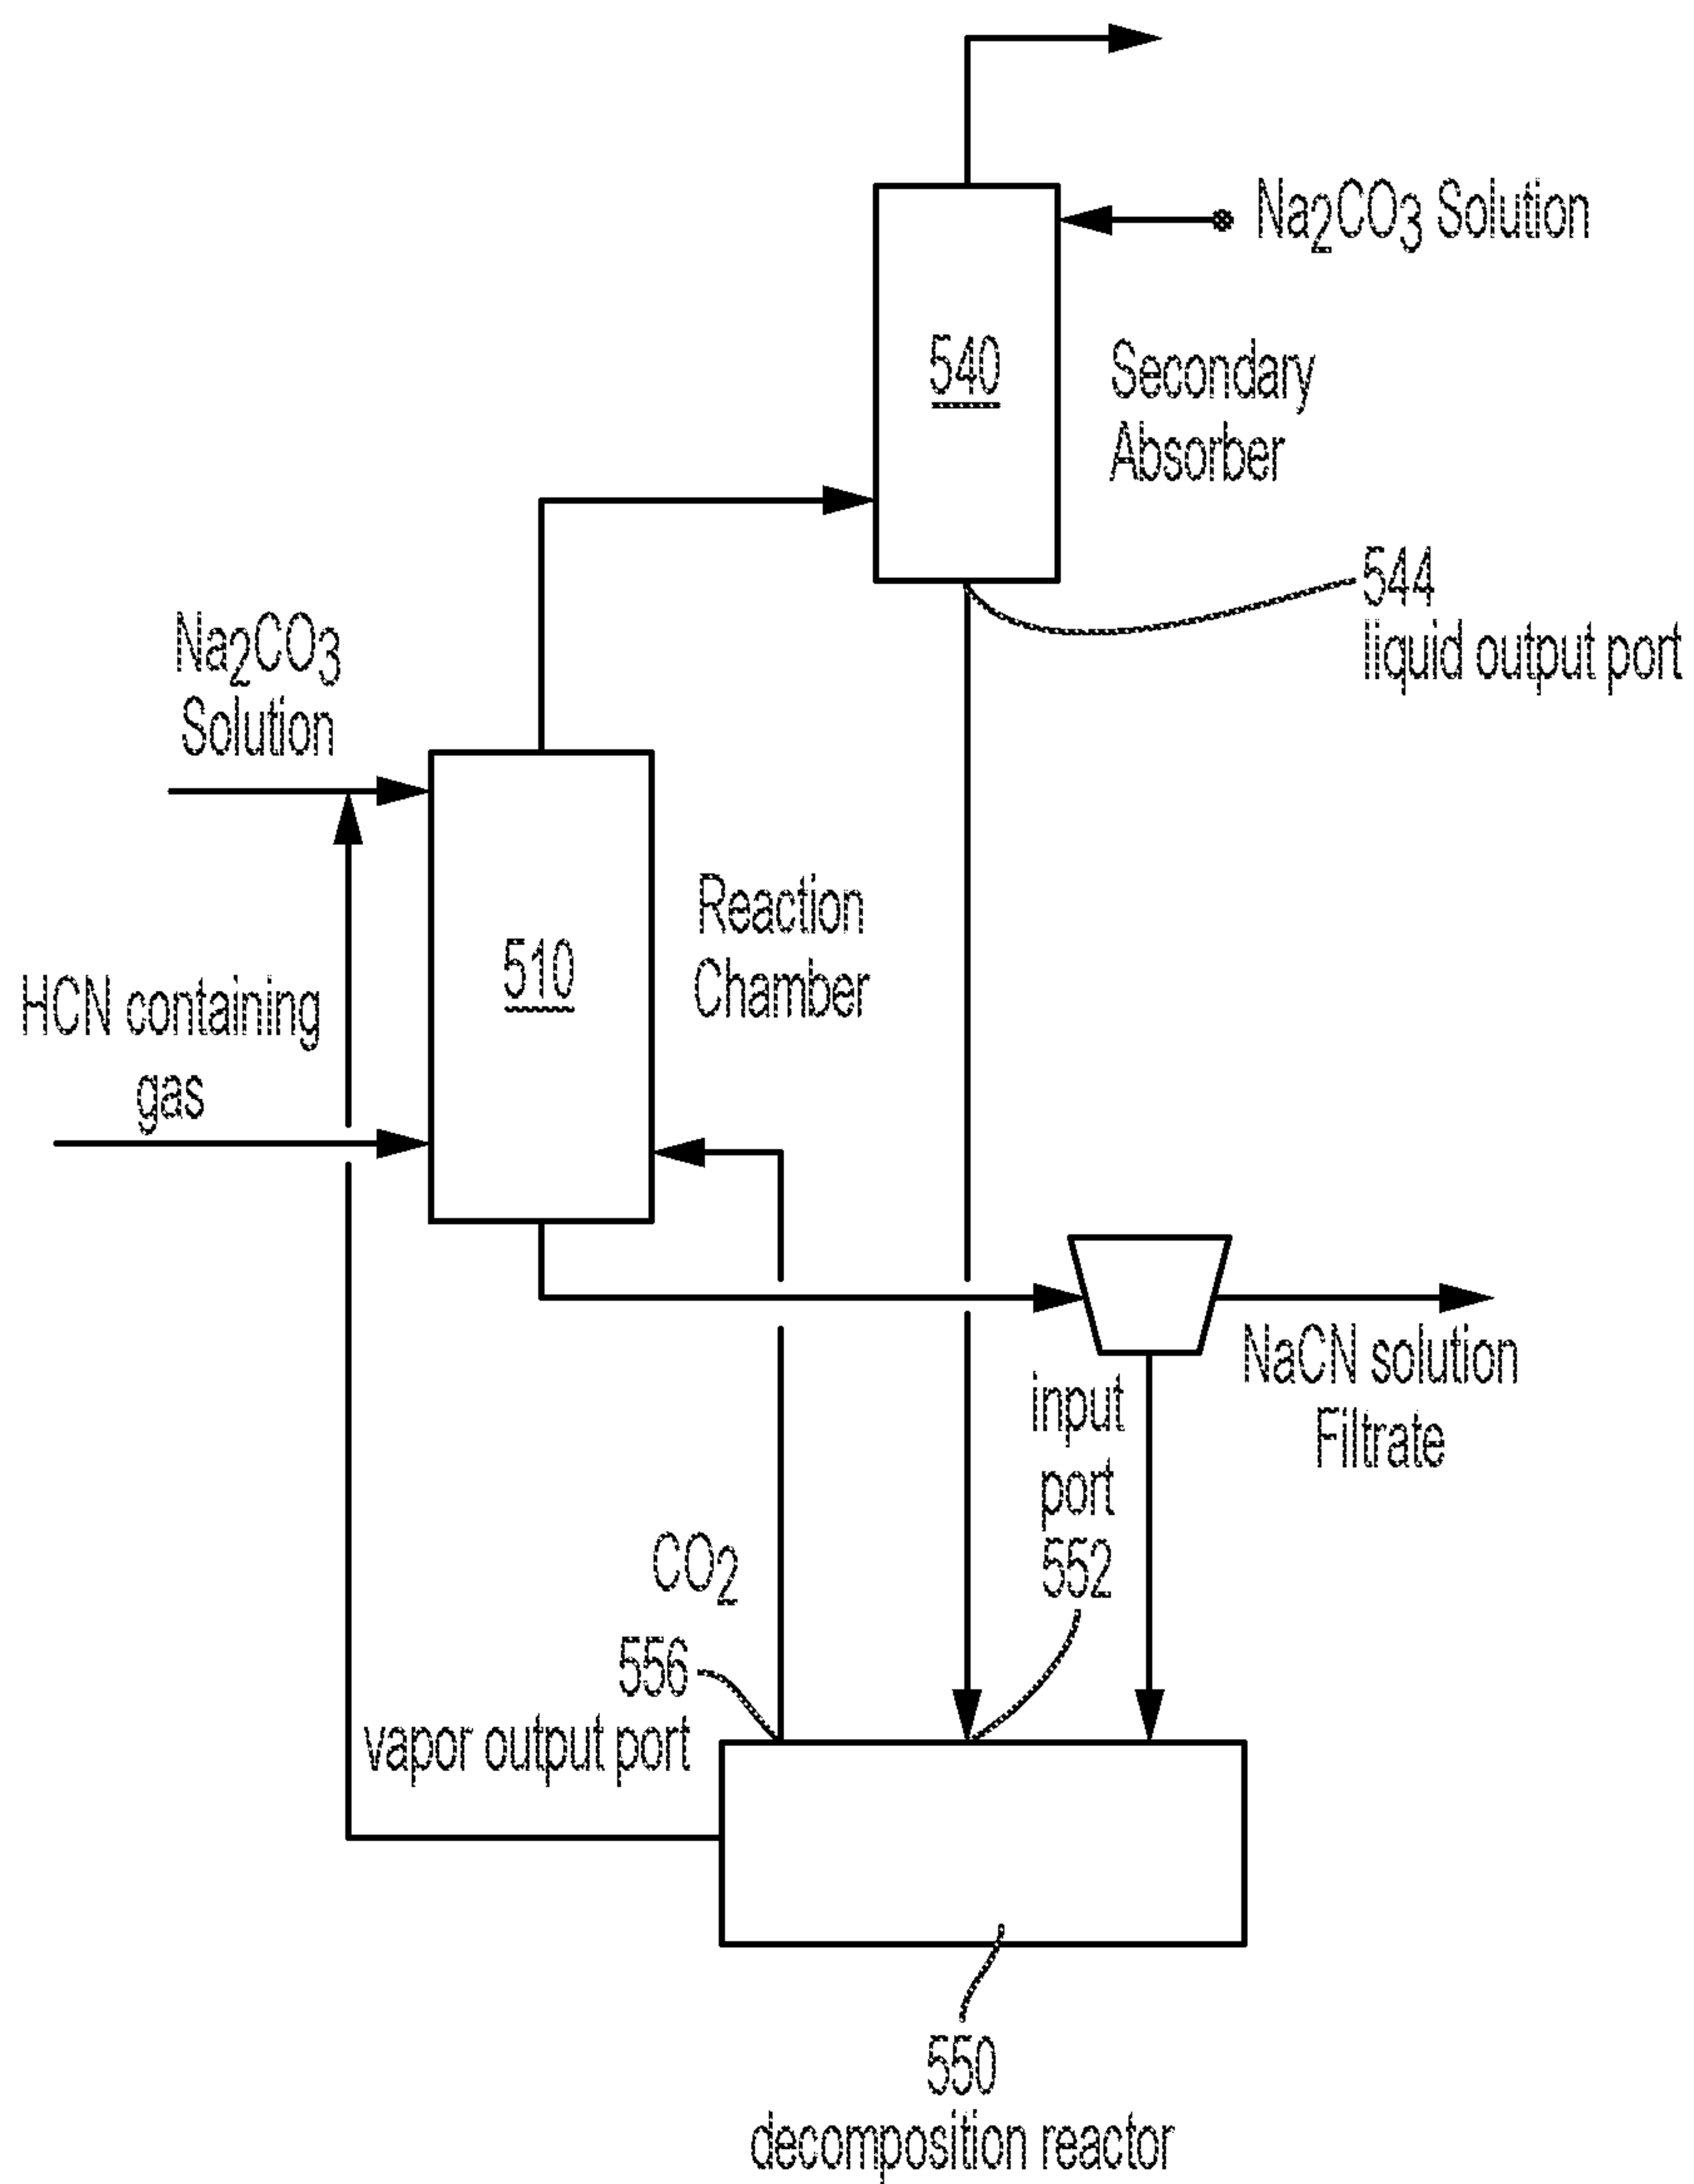 Na2CO3 Solution
540
Secondary
Absorber
544
liquid output port
Na2CO3
Solution
Reaction
Chamber
510
HCN containing
gas
NaCN solution
Filtrate
input
port
552
CO2
556
vapor output port
550
decomposition reactor